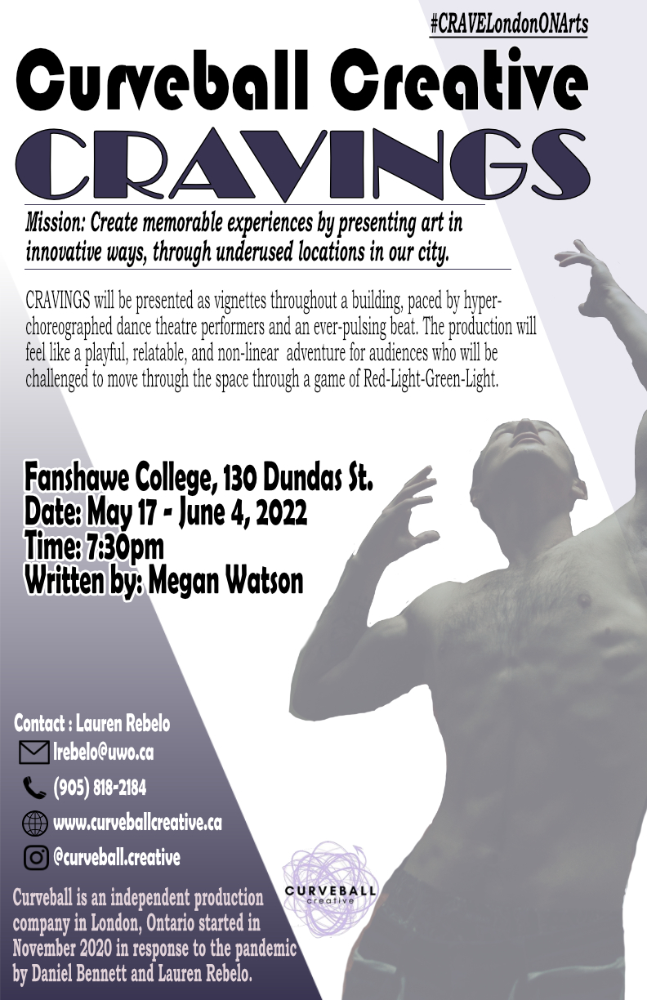 #CRAVELondonONArts
Curveball Creative
CRAVINGS
Mission: Create memorable experiences by presenting art in
innovative ways, through underused locations in our city.
CRAVINGS will be presented as vignettes throughout a building, paced by hyper-
choreographed dance theatre performers and an ever-pulsing beat. The production will
feel like a playful, relatable, and non-linear adventure for audiences who will be
challenged to move through the space through a game of Red-Light-Green-Light.
Fanshawe College, 130 Dundas St.
Date: May 17 - June 4, 2022
Time: 7:30pm
Written by: Megan Watson
Contact : Lauren Rebelo
lrebelo@uwo.ca
(905) 818-2184
www.curveballcreative.ca
@curveball.creative
CURVEBALL
creative
Curveball is an independent production
company in London, Ontario started in
November 2020 in response to the pandemic
by Daniel Bennett and Lauren Rebelo.